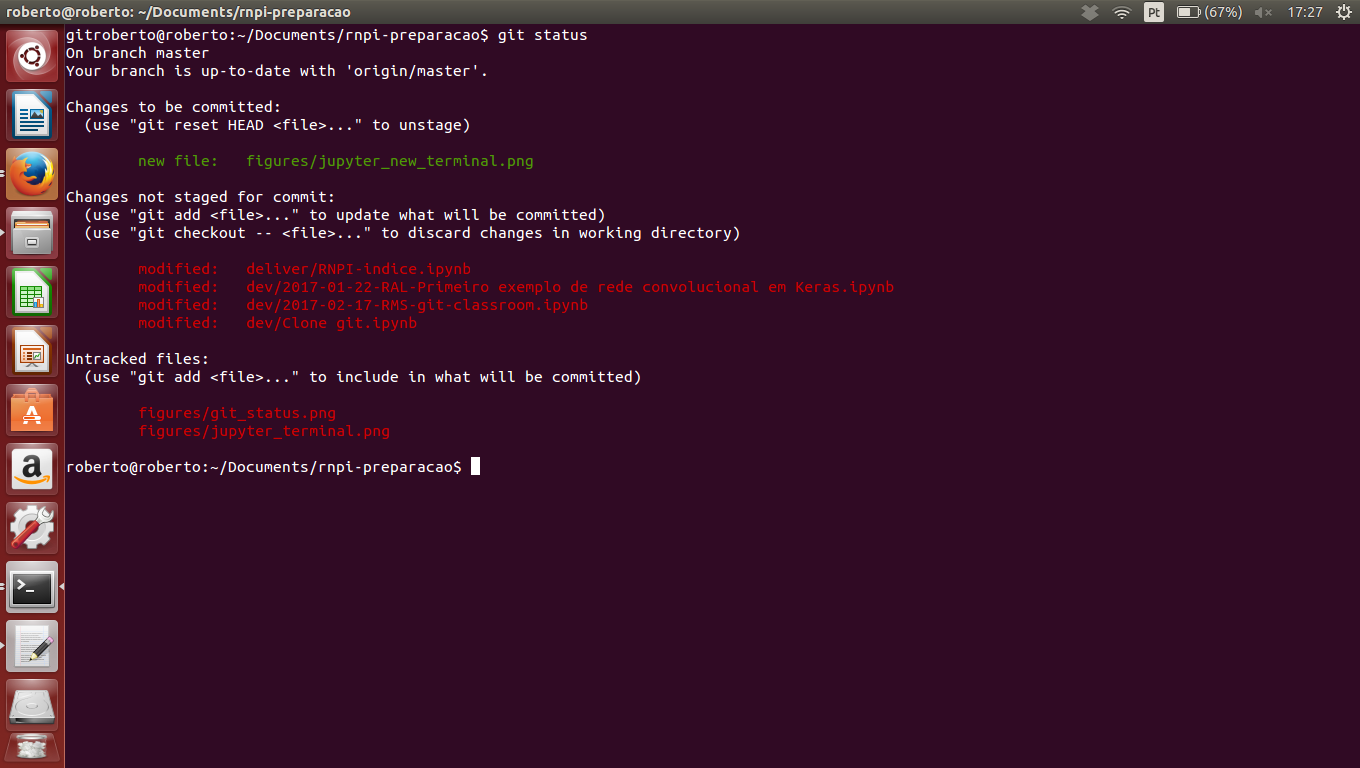 roberto@roberto: ~/Documents/rnpi-preparacao
Pt
(67%)
17:27
gitroberto@roberto:~/Documents/rnpi-preparacao$ git status
On branch master
Your branch is up-to-date with 'origin/master'.
Changes to be committed:
(use "git reset HEAD <file>..." to unstage)
new file: figures/jupyter_new_terminal.png
Changes not staged for commit:
(use "git add <file>..." to update what will be committed)
(use "git checkout -- <file>..." to discard changes in working directory)
modified: deliver/RNPI-indice.ipynb
modified: dev/2017-01-22-RAL-Primeiro exemplo de rede convolucional em Keras.ipynb
modified: dev/2017-02-17-RMS-git-classroom.ipynb
modified: dev/Clone git.ipynb
Untracked files:
(use "git add <file>..." to include in what will be committed)
figures/git_status.png
figures/jupyter_terminal.png
roberto@roberto:~/Documents/rnpi-preparacao$